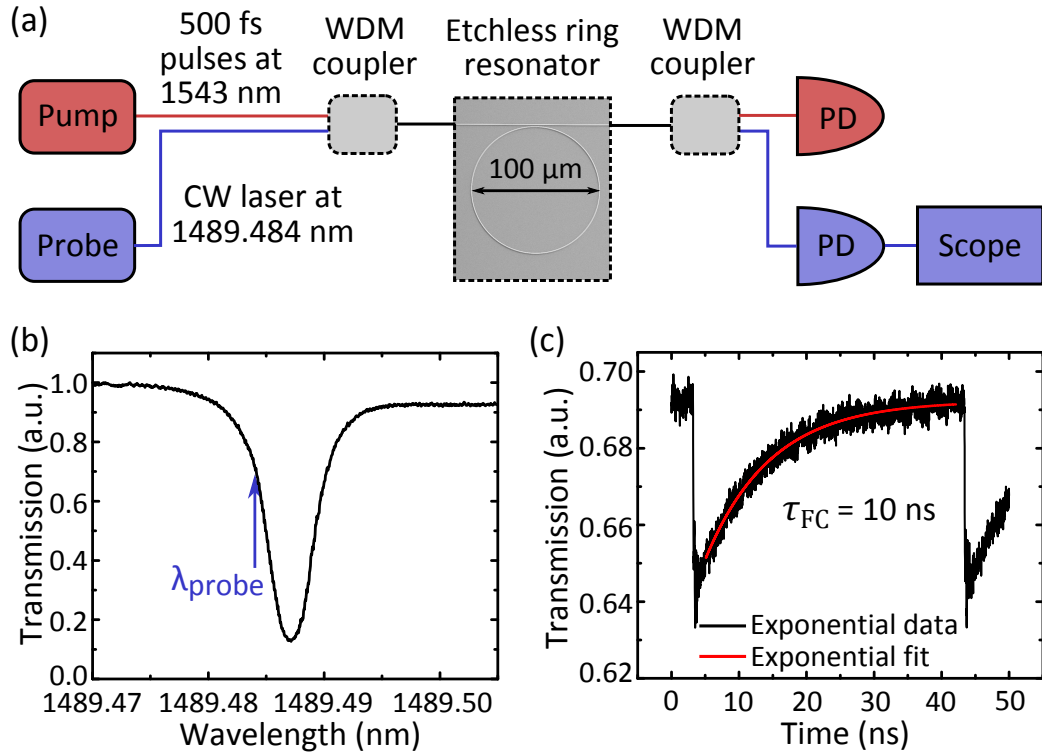 (a)
500 fs
pulses at
1543 nm
WDM
coupler
Etchless ring
resonator
WDM
coupler
Pump
PD
100 μm
CW laser at
1489.484 nm
Probe
PD
Scope
(b)
Transmission (a.u.)
1.0
0.8
0.6
0.4
0.2
0.0
λprobe
1489.47 1489.48 1489.49 1489.50
Wavelength (nm)
(c)
Transmission (a.u.)
0.70
0.68
0.66
0.64
0.62
τFC = 10 ns
Exponential data
Exponential fit
0 10 20 30 40 50
Time (ns)